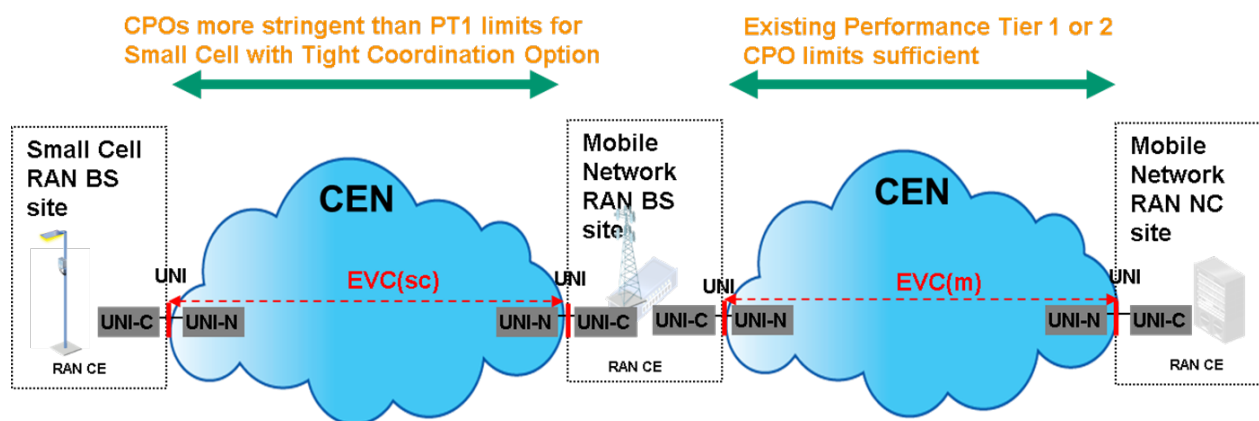 CPOs more stringent than PT1 limits for
Small Cell with Tight Coordination Option
Existing Performance Tier 1 or 2
CPO limits sufficient
Small Cell
RAN BS
site
CEN
Mobile
Network
RAN BS
site
CEN
Mobile
Network
RAN NC
site
UNI
EVC(sc)
UNI
UNI
EVC(m)
UNI
UNI-C
UNI-N
UNI-N
UNI-C
UNI-C
UNI-N
UNI-N
UNI-C
RAN CE
RAN CE
RAN CE